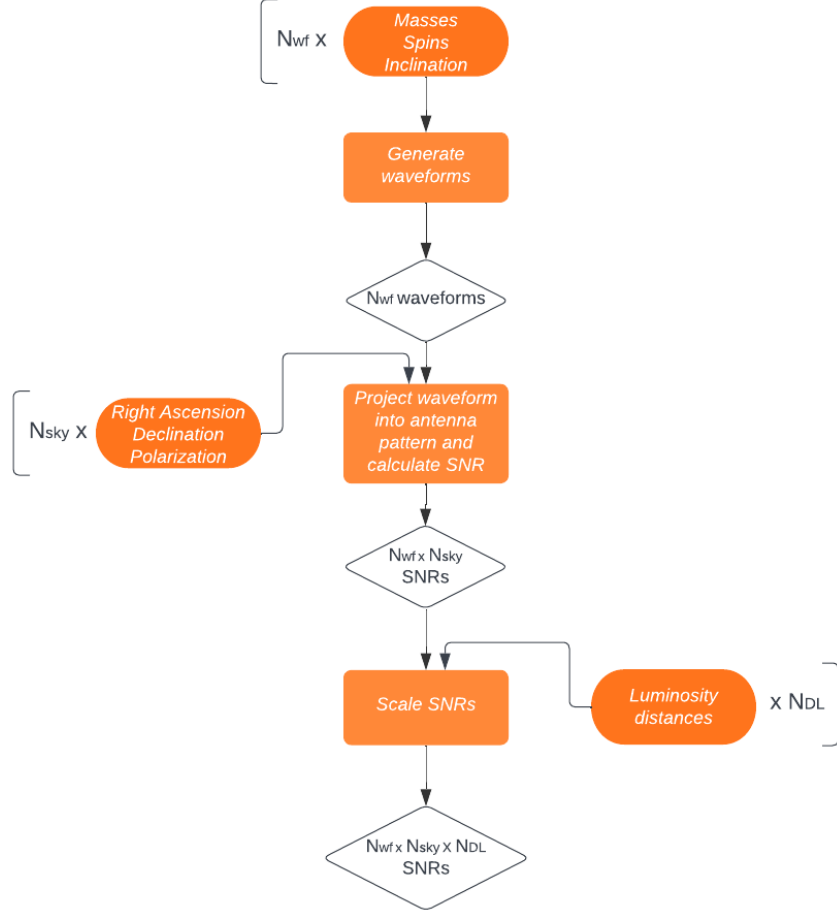 Nwf x
Masses
Spins
Inclination
Generate
waveforms
Nwf waveforms
Nsky x
Right Ascension
Declination
Polarization
Project waveform
into antenna
pattern and
calculate SNR
Nwf x Nsky
SNRs
Scale SNRs
Luminosity
distances
x NDL
Nwf x Nsky x NDL
SNRs